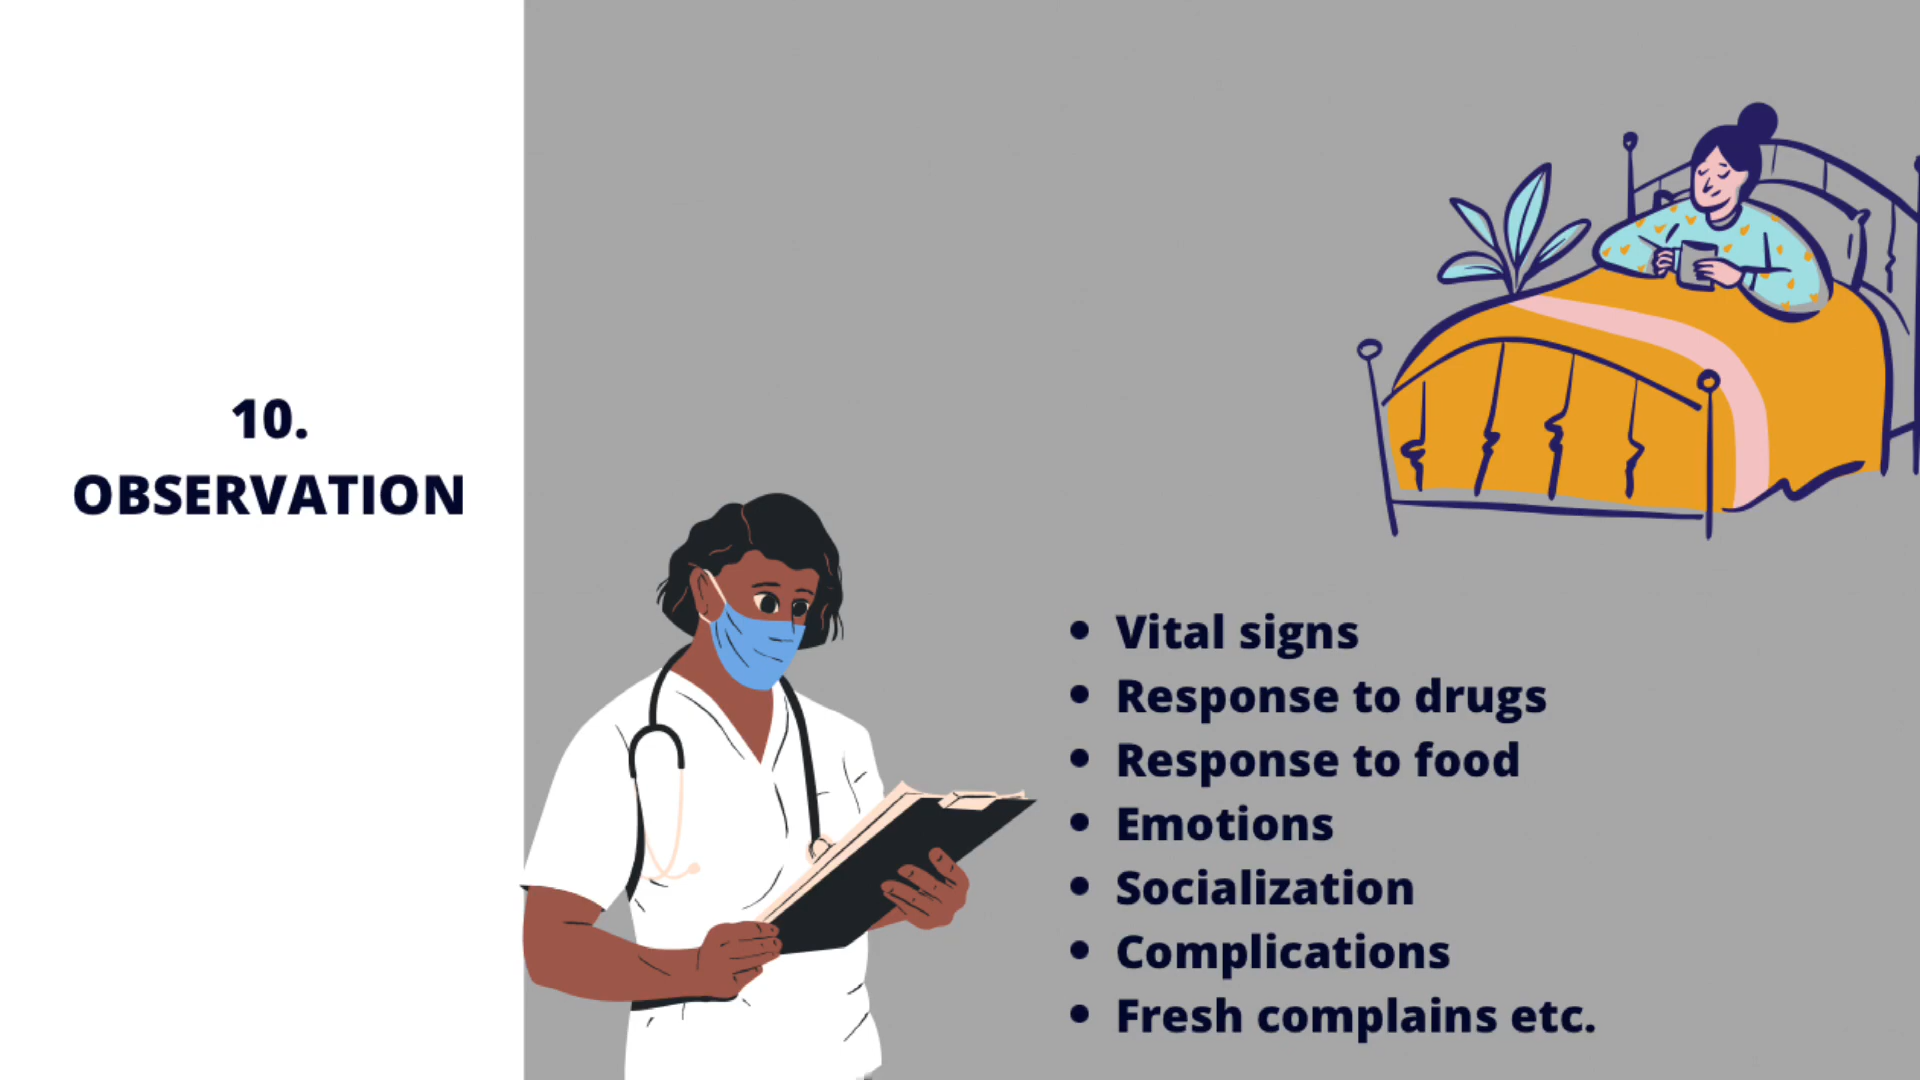 10.
OBSERVATION
• Vital signs
• Response to drugs
• Response to food
• Emotions
• Socialization
• Complications
• Fresh complains etc.